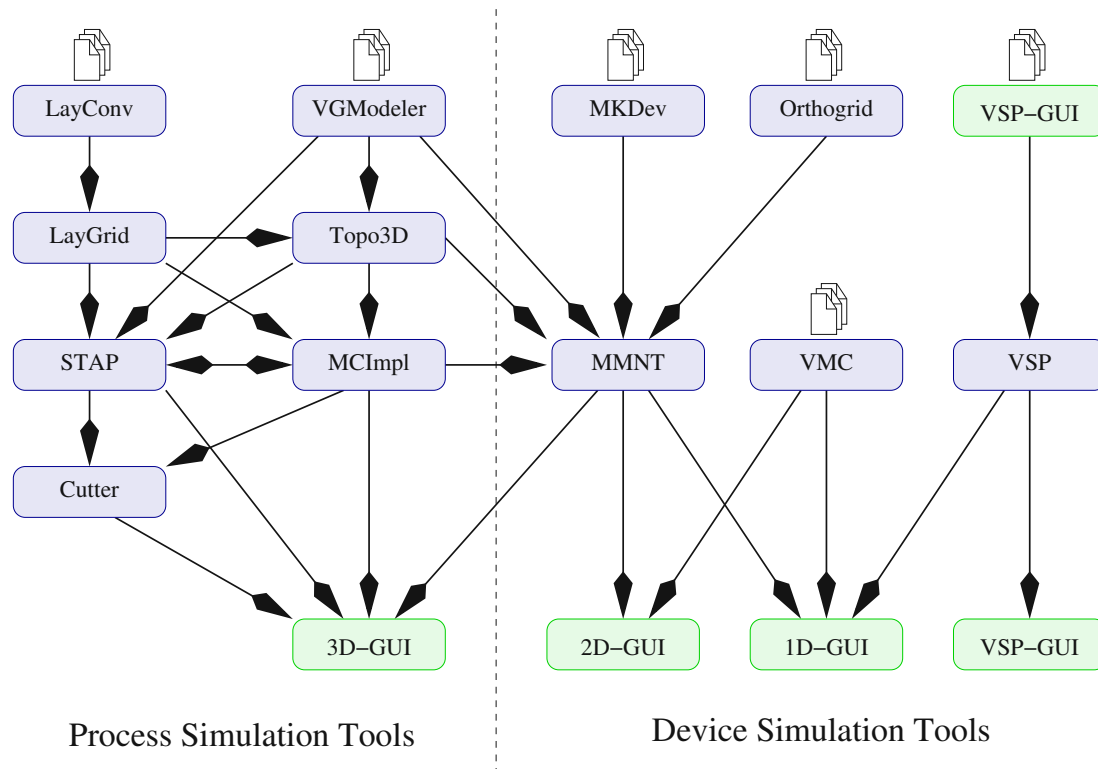 LayConv
VGModeler
MKDev
Orthogrid
VSP−GUI
LayGrid
Topo3D
STAP
MCImpl
MMNT
VMC
VSP
Cutter
3D−GUI
2D−GUI
1D−GUI
VSP−GUI
Process Simulation Tools
Device Simulation Tools